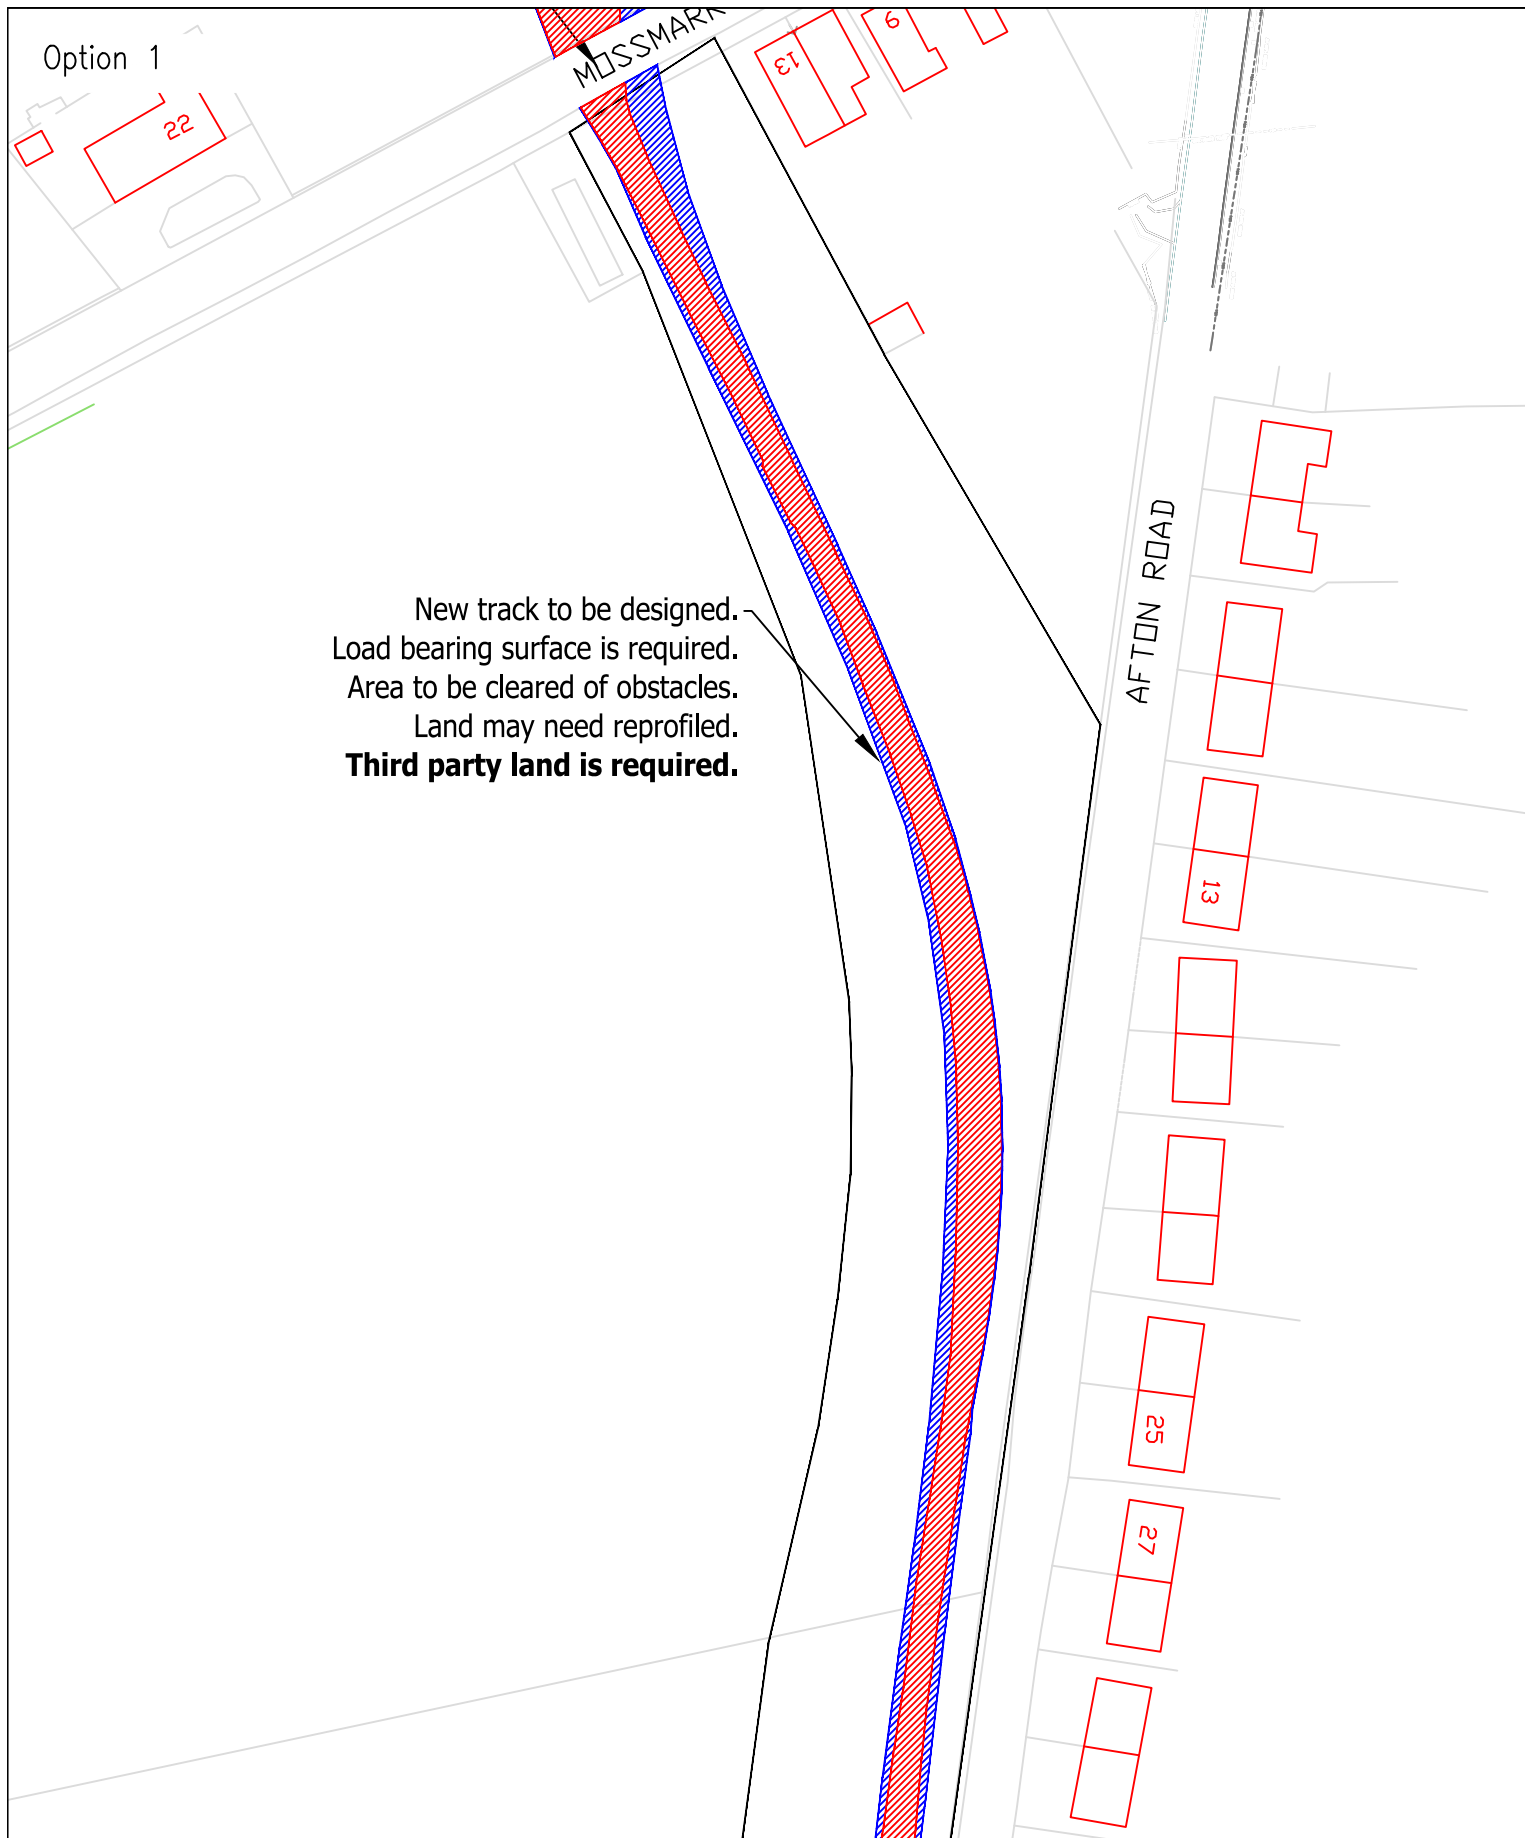 Option 1
MOSSMARK
13
9
22
New track to be designed.
Load bearing surface is required.
Area to be cleared of obstacles.
Land may need reprofiled.
Third party land is required.
AFTON ROAD
13
25
27